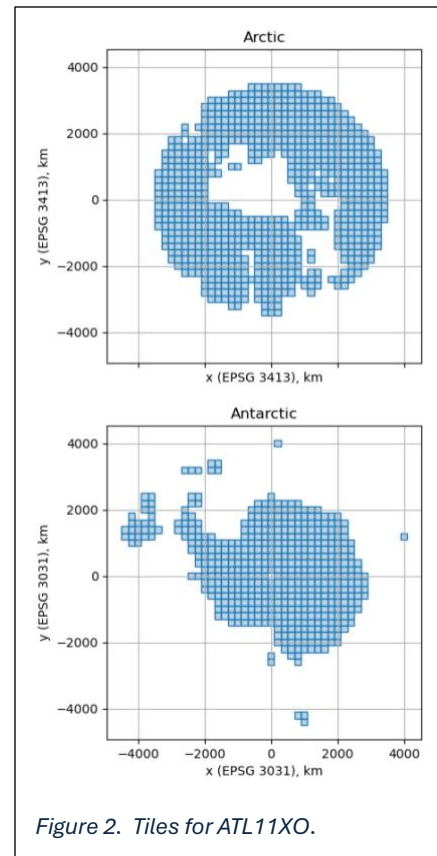 Arctic
4000
2000
0
−2000
−4000
y (EPSG 3413), km
x (EPSG 3413), km
Antarctic
4000
2000
0
−2000
−4000
y (EPSG 3031), km
−4000 −2000 0 2000 4000
x (EPSG 3031), km
Figure 2. Tiles for ATL11XO.